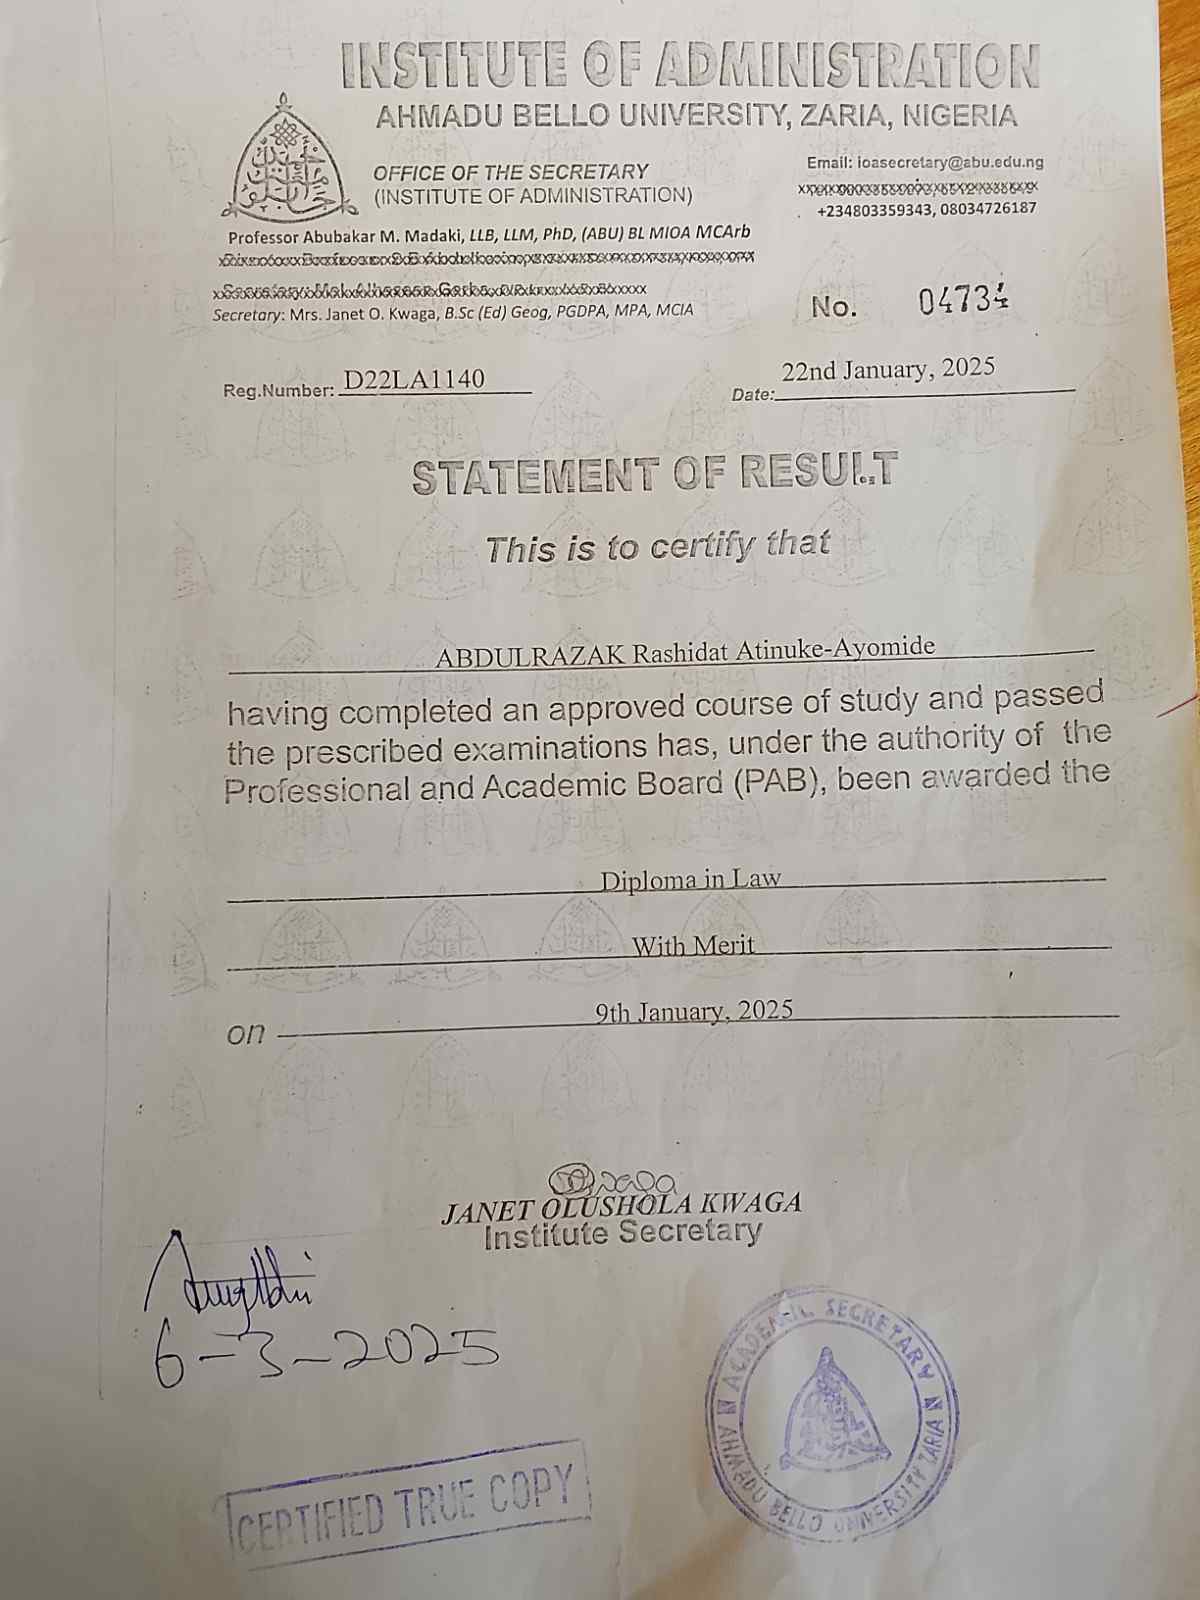 INSTITUTE OF ADMINISTRATION
AHMADU BELLO UNIVERSITY, ZARIA, NIGERIA
OFFICE OF THE SECRETARY
(INSTITUTE OF ADMINISTRATION)
Email: ioasecretary@abu.edu.ng
+234803359343, 08034726187
Professor Abubakar M. Madaki, LLB, LLM, PhD, (ABU) BL MIOA MCArb
Secretary: Mrs. Janet O. Kwaga, B.Sc (Ed) Geog, PGDPA, MPA, MCIA
No. 04734
Reg.Number: D22LA1140
Date: 22nd January, 2025
STATEMENT OF RESULT
This is to certify that
ABDULRAZAK Rashidat Atinuke-Ayomide
having completed an approved course of study and passed
the prescribed examinations has, under the authority of the
Professional and Academic Board (PAB), been awarded the
Diploma in Law
With Merit
on 9th January, 2025
JANET OLUSHOLA KWAGA
Institute Secretary
6-3-2025
ACADEMIC SECRETARY
AHMADU BELLO UNIVERSITY ZARIA
CERTIFIED TRUE COPY